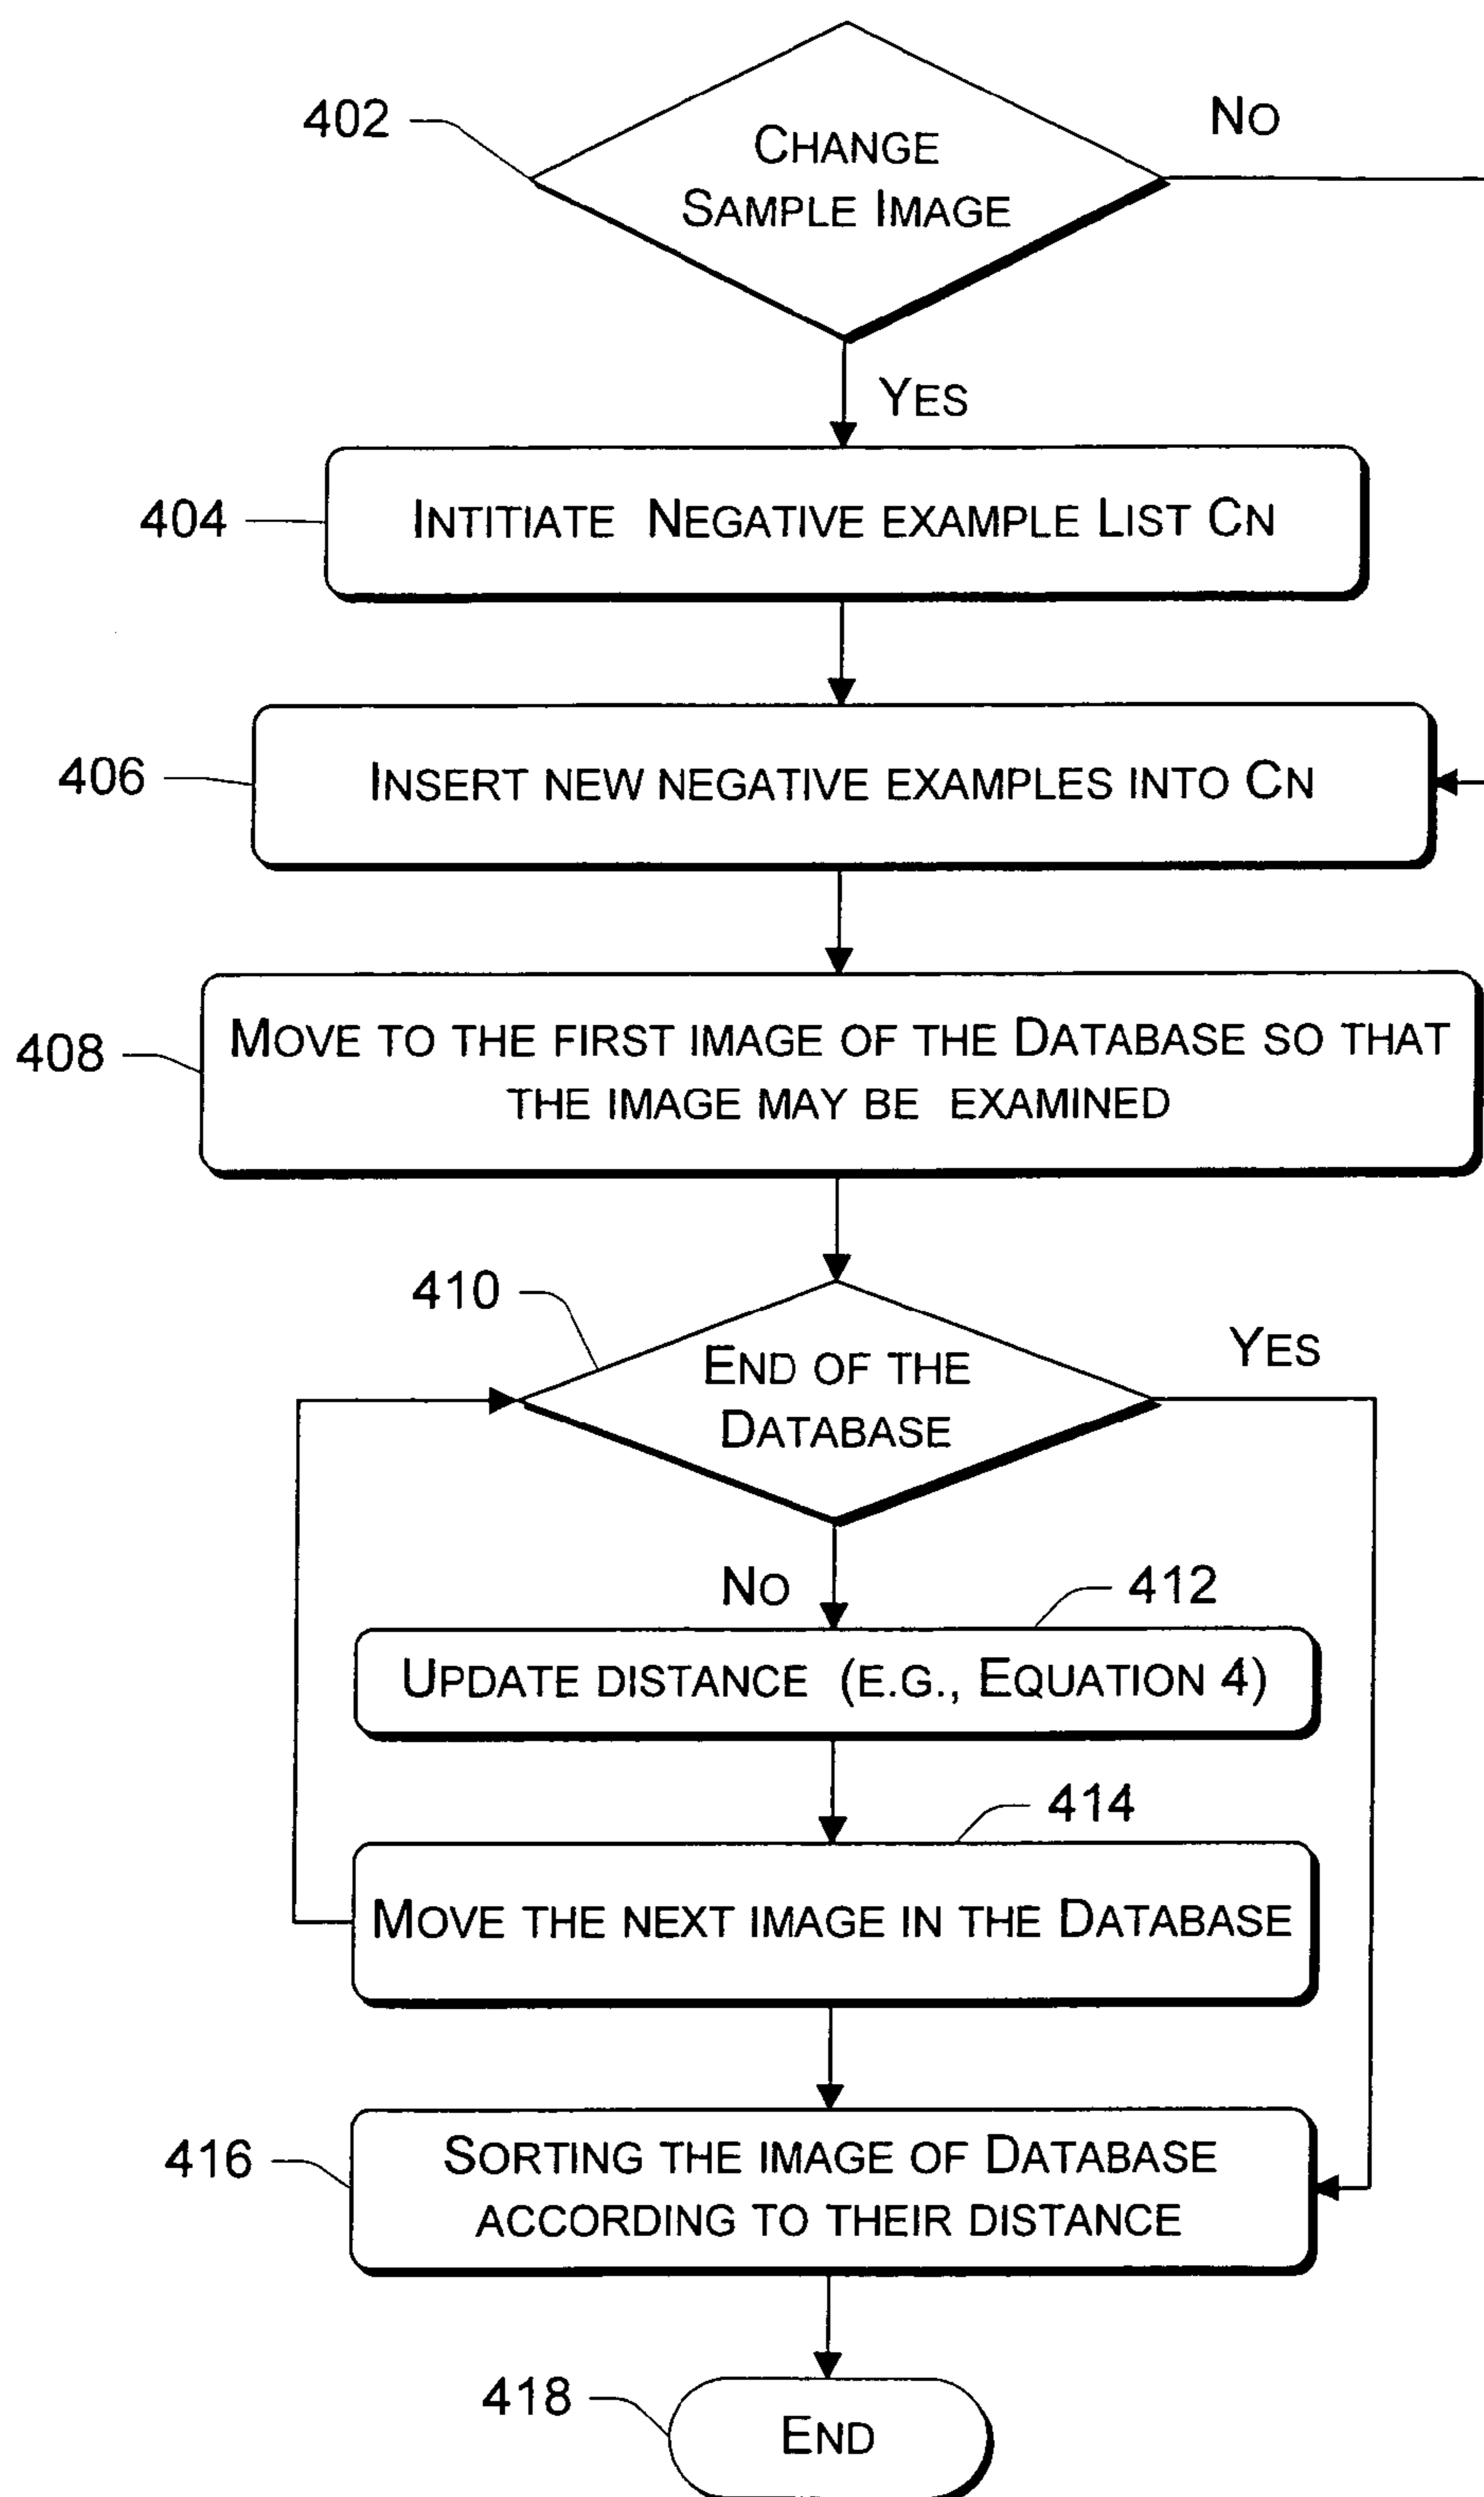 402
CHANGE
SAMPLE IMAGE
NO
YES
404
INTITIATE NEGATIVE EXAMPLE LIST CN
406
INSERT NEW NEGATIVE EXAMPLES INTO CN
408
MOVE TO THE FIRST IMAGE OF THE DATABASE SO THAT
THE IMAGE MAY BE EXAMINED
410
END OF THE
DATABASE
YES
NO
412
UPDATE DISTANCE (E.G., EQUATION 4)
414
MOVE THE NEXT IMAGE IN THE DATABASE
416
SORTING THE IMAGE OF DATABASE
ACCORDING TO THEIR DISTANCE
418
END